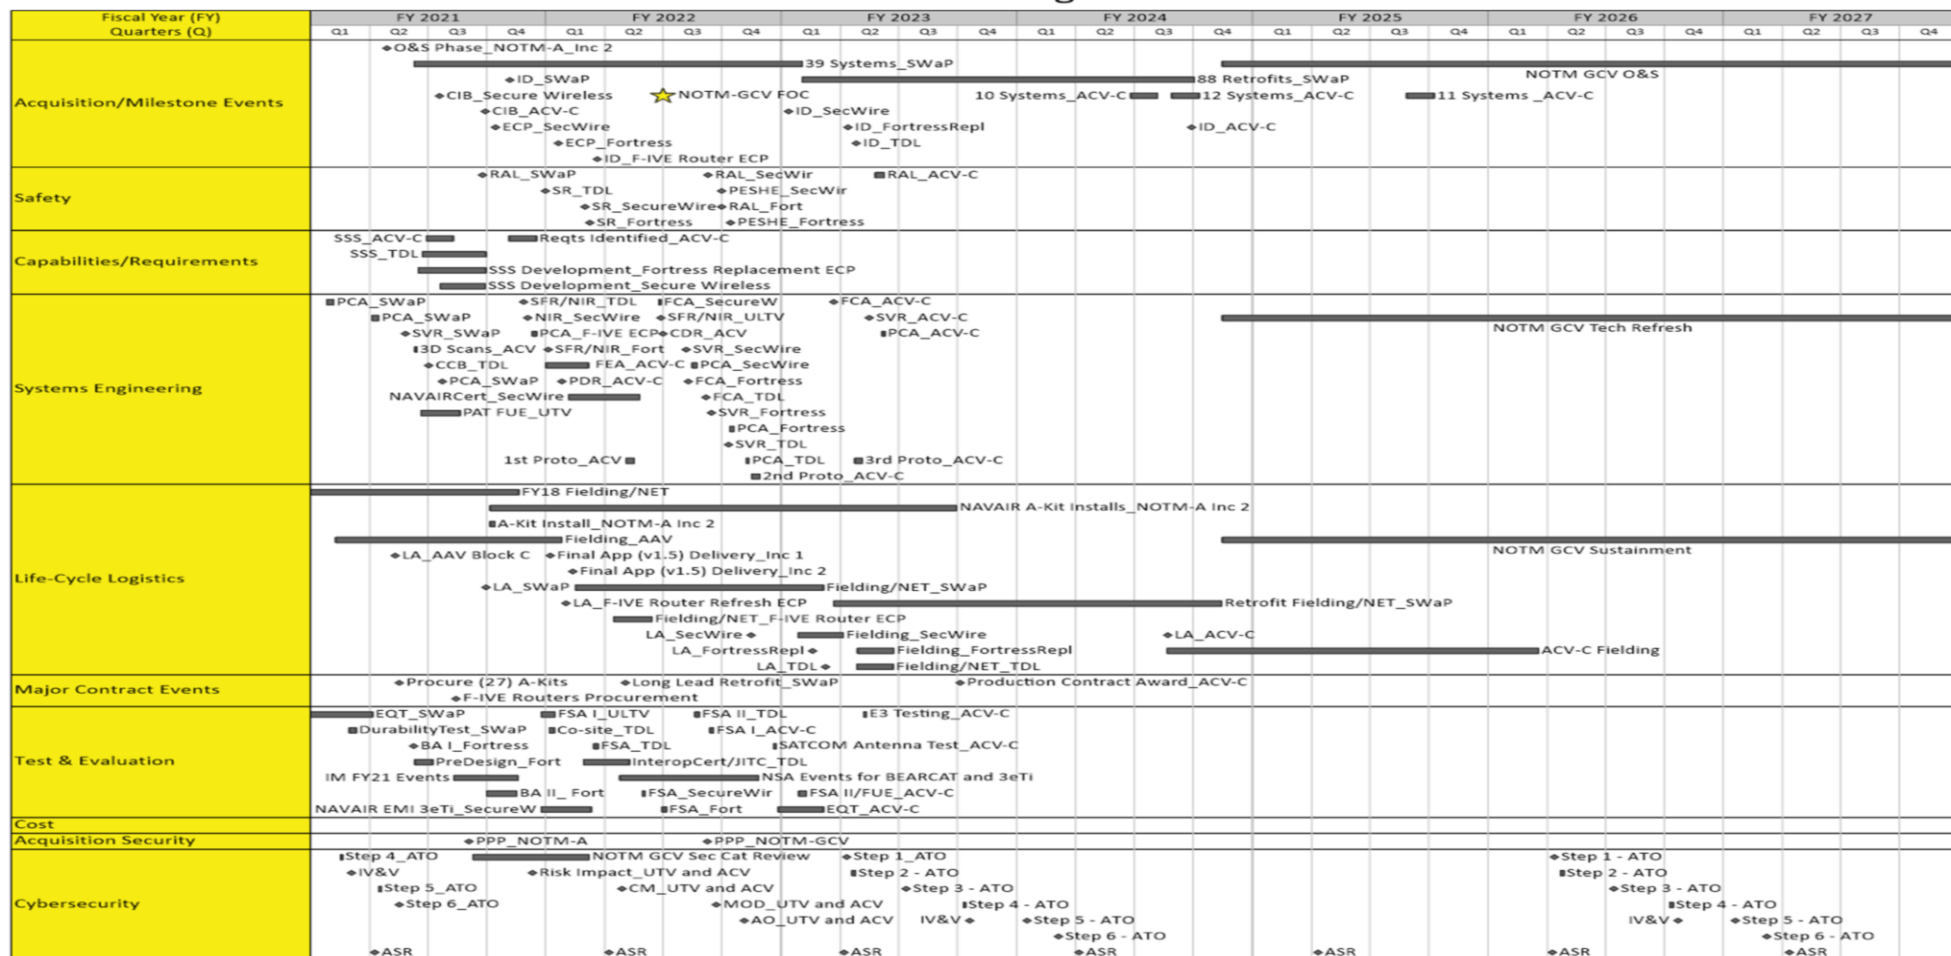 Fiscal Year (FY) FY 2021 FY 2022 FY 2023 FY 2024 FY 2025 FY 2026 FY 2027
Quarters (Q) Q1 Q2 Q3 Q4 Q1 Q2 Q3 Q4 Q1 Q2 Q3 Q4 Q1 Q2 Q3 Q4 Q1 Q2 Q3 Q4 Q1 Q2 Q3 Q4 Q1 Q2 Q3 Q4
Acquisition/Milestone Events
O&S Phase_NOTM-A_Inc 2
39 Systems_SWaP
NOTM GCV O&S
ID_SWaP 88 Retrofits_SWaP
CIB_Secure Wireless NOTM-GCV FOC 10 Systems_ACV-C 12 Systems_ACV-C 11 Systems _ACV-C
CIB_ACV-C ID_SecWire
ECP_SecWire ID_FortressRepl ID_ACV-C
ECP_Fortress ID_TDL
ID_F-IVE Router ECP
Safety
RAL_SWaP RAL_SecWir RAL_ACV-C
SR_TDL PESHE_SecWir
SR_SecureWire RAL_Fort
SR_Fortress PESHE_Fortress
Capabilities/Requirements
SSS_ACV-C Reqts Identified_ACV-C
SSS_TDL
SSS Development_Fortress Replacement ECP
SSS Development_Secure Wireless
Systems Engineering
PCA_SWaP SFR/NIR_TDL FCA_SecureW FCA_ACV-C
PCA_SWaP NIR_SecWire SFR/NIR_ULTV SVR_ACV-C
NOTM GCV Tech Refresh
SVR_SWaP PCA_F-IVE ECP CDR_ACV PCA_ACV-C
3D Scans_ACV SFR/NIR_Fort SVR_SecWire
CCB_TDL FEA_ACV-C PCA_SecWire
PCA_SWaP PDR_ACV-C FCA_Fortress
NAVAIRCert_SecWire FCA_TDL
PAT FUE_UTV SVR_Fortress
PCA_Fortress
SVR_TDL
1st Proto_ACV PCA_TDL 3rd Proto_ACV-C
2nd Proto_ACV-C
Life-Cycle Logistics
FY18 Fielding/NET
NAVAIR A-Kit Installs_NOTM-A Inc 2
A-Kit Install_NOTM-A Inc 2
Fielding_AAV
NOTM GCV Sustainment
LA_AAV Block C Final App (v1.5) Delivery_Inc 1
Final App (v1.5) Delivery_Inc 2
LA_SWaP Fielding/NET_SWaP
LA_F-IVE Router Refresh ECP Retrofit Fielding/NET_SWaP
Fielding/NET_F-IVE Router ECP
LA_SecWire Fielding_SecWire LA_ACV-C
LA_FortressRepl Fielding_FortressRepl ACV-C Fielding
LA_TDL Fielding/NET_TDL
Major Contract Events
Procure (27) A-Kits Long Lead Retrofit_SWaP Production Contract Award_ACV-C
F-IVE Routers Procurement
Test & Evaluation
EQT_SWaP FSA I_ULTV FSA II_TDL E3 Testing_ACV-C
DurabilityTest_SWaP Co-site_TDL FSA I_ACV-C
BA I_Fortress FSA_TDL SATCOM Antenna Test_ACV-C
PreDesign_Fort InteropCert/JITC_TDL
IM FY21 Events NSA Events for BEARCAT and 3eTi
BA II_ Fort FSA_SecureWir FSA II/FUE_ACV-C
NAVAIR EMI 3eTi_SecureW FSA_Fort EQT_ACV-C
Cost
Acquisition Security PPP_NOTM-A PPP_NOTM-GCV
Cybersecurity
Step 4_ATO NOTM GCV Sec Cat Review Step 1_ATO Step 1 - ATO
IV&V Risk Impact_UTV and ACV Step 2 - ATO Step 2 - ATO
Step 5_ATO CM_UTV and ACV Step 3 - ATO Step 3 - ATO
Step 6_ATO MOD_UTV and ACV Step 4 - ATO Step 4 - ATO
AO_UTV and ACV IV&V Step 5 - ATO IV&V Step 5 - ATO
Step 6 - ATO Step 6 - ATO
ASR ASR ASR ASR ASR ASR ASR